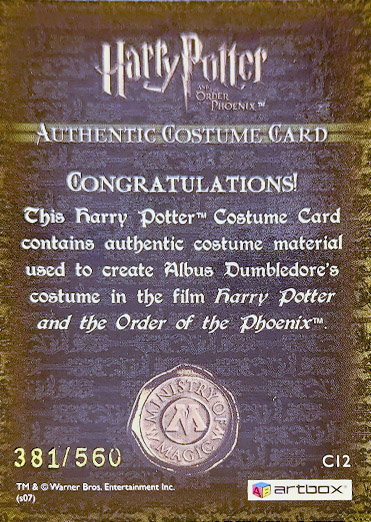 Harry Potter
AND THE
ORDER
OF THE
PHOENIX™
AUTHENTIC COSTUME CARD
CONGRATULATIONS!
This Harry Potter™ Costume Card
contains authentic costume material
used to create Albus Dumbledore's
costume in the film Harry Potter
and the Order of the Phoenix™.
MINISTRY OF
MAGIC
M
381/560
C12
TM & © Warner Bros. Entertainment Inc.
(s07)
artbox